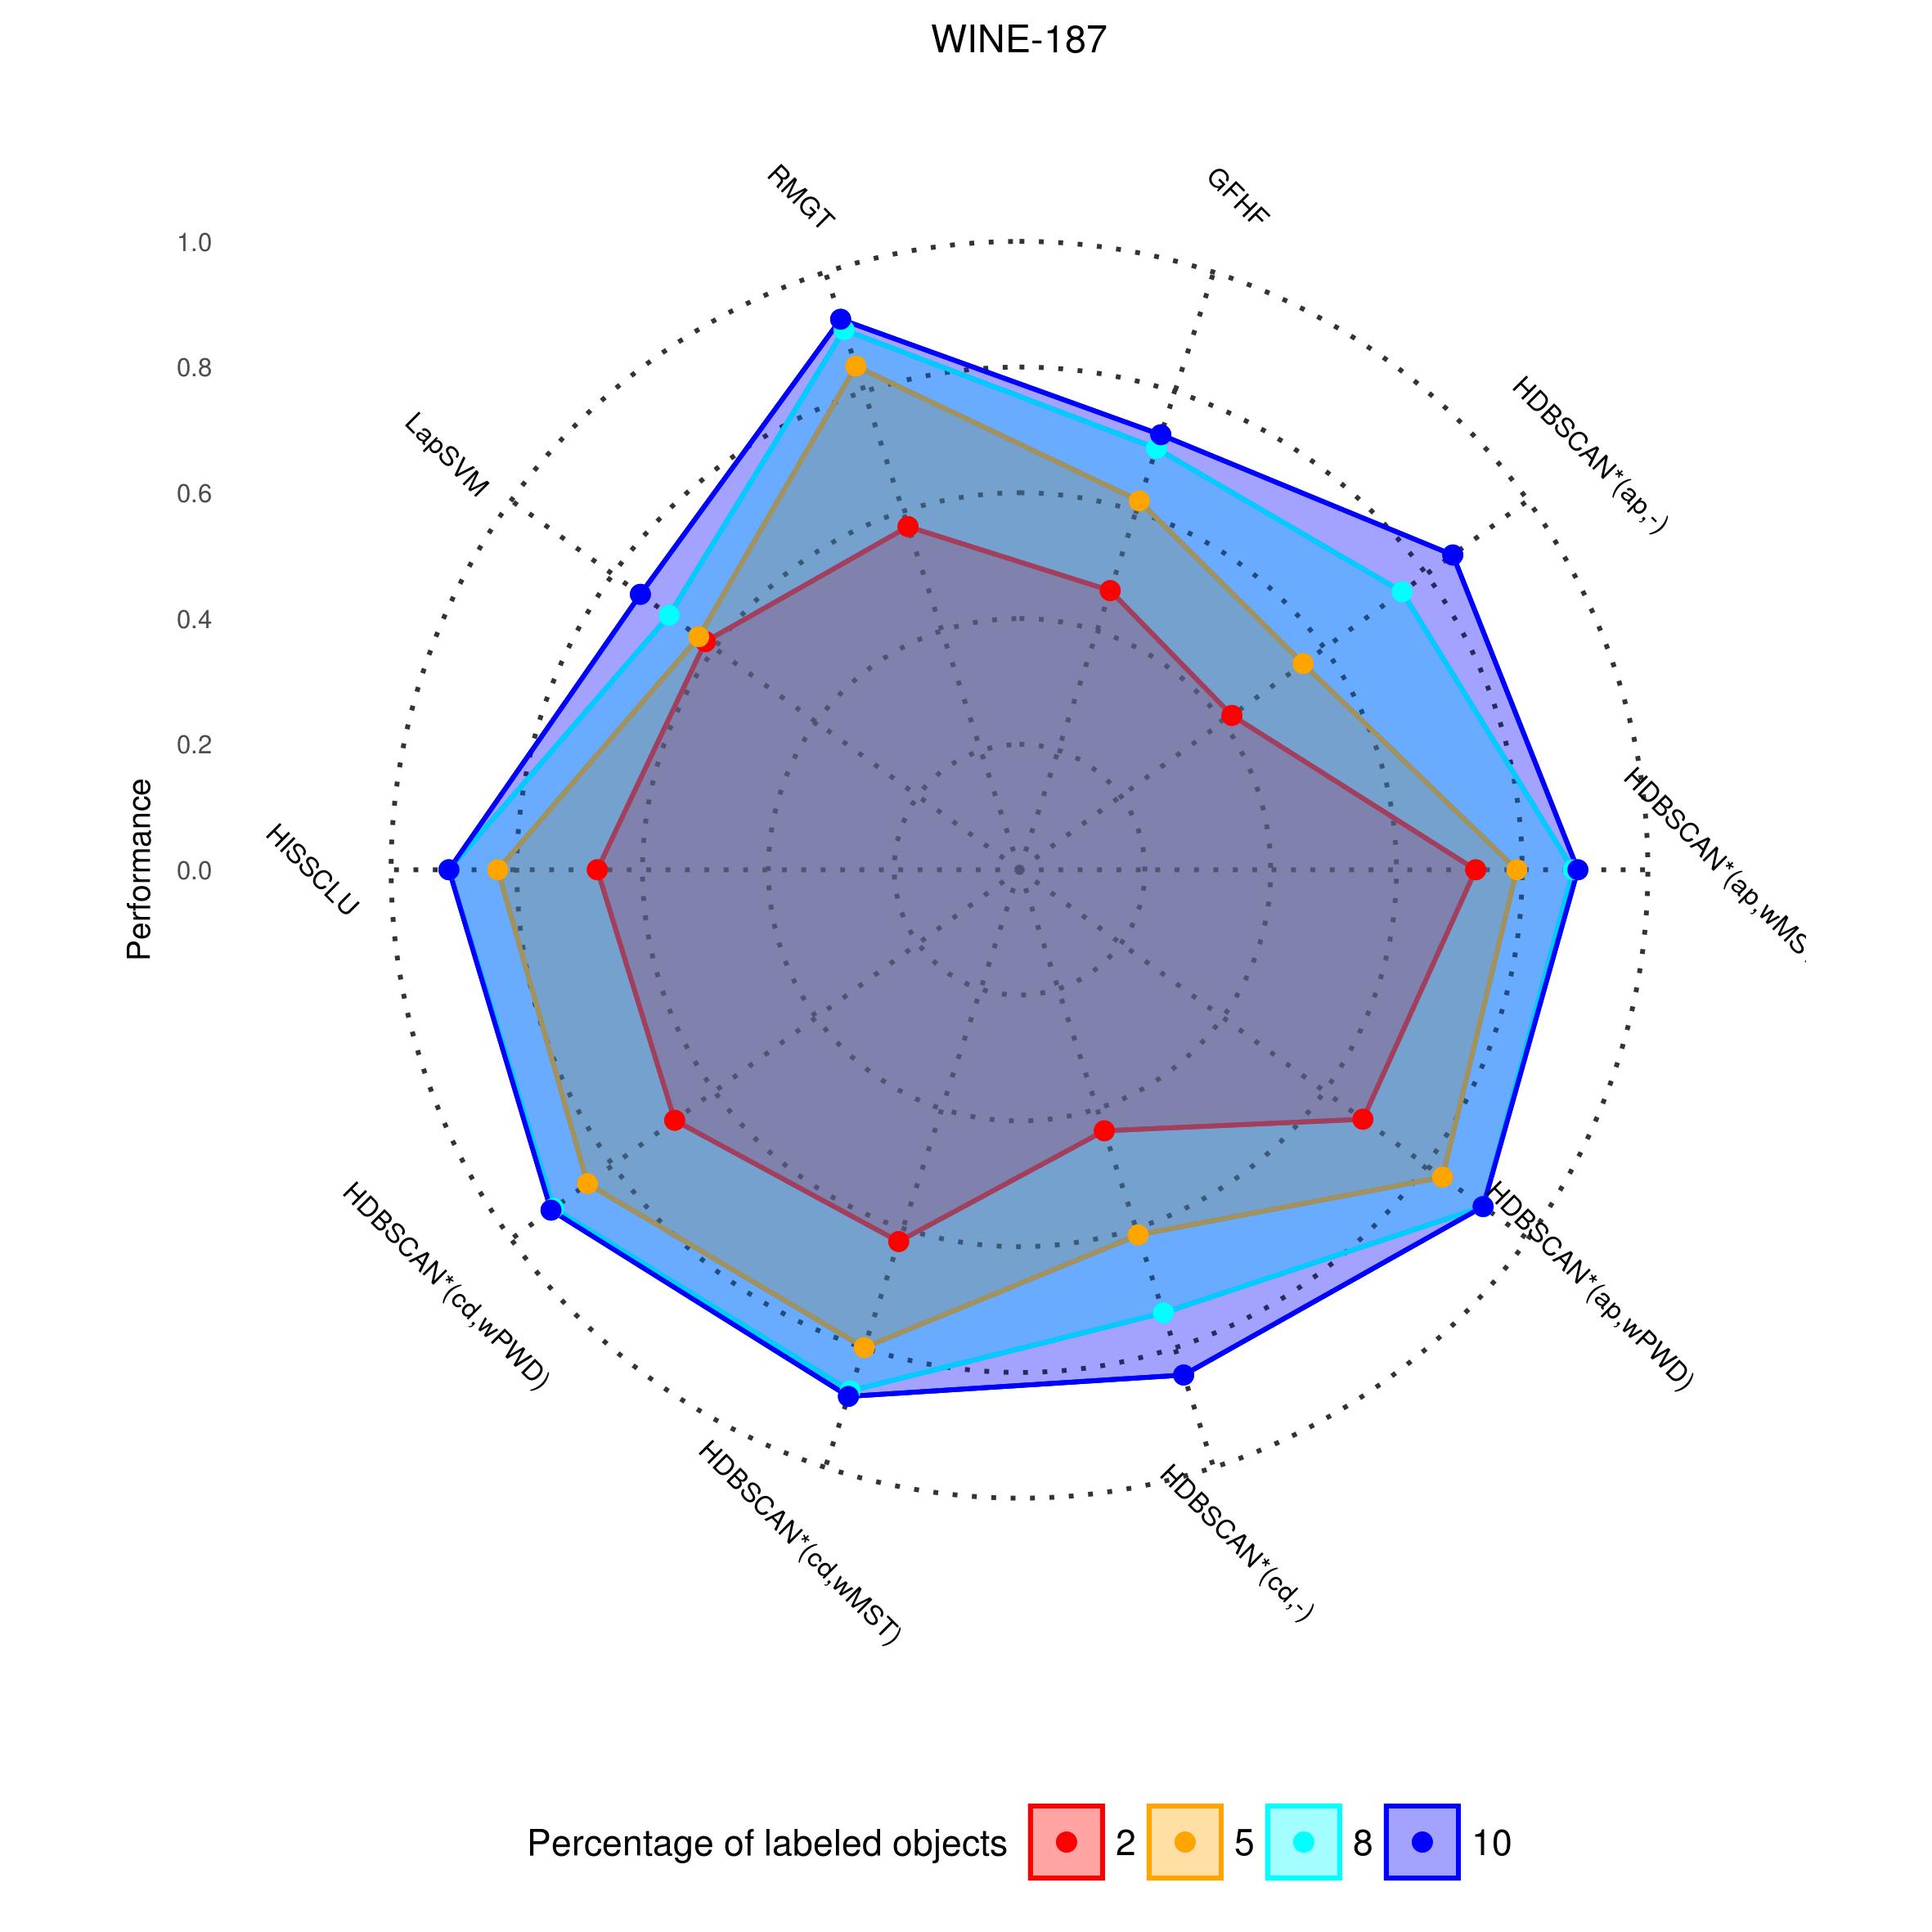 WINE-187
RMGT
GFHF
1.0
0.8
HDBSCAN*(ap,-)
LapSVM
0.6
0.4
0.2
HDBSCAN*(ap,wMS
Performance
0.0
HISSCLU
HDBSCAN*(cd,wPWD)
HDBSCAN*(ap,wPWD)
HDBSCAN*(cd,wMST)
HDBSCAN*(cd,-)
Percentage of labeled objects 2 5 8 10